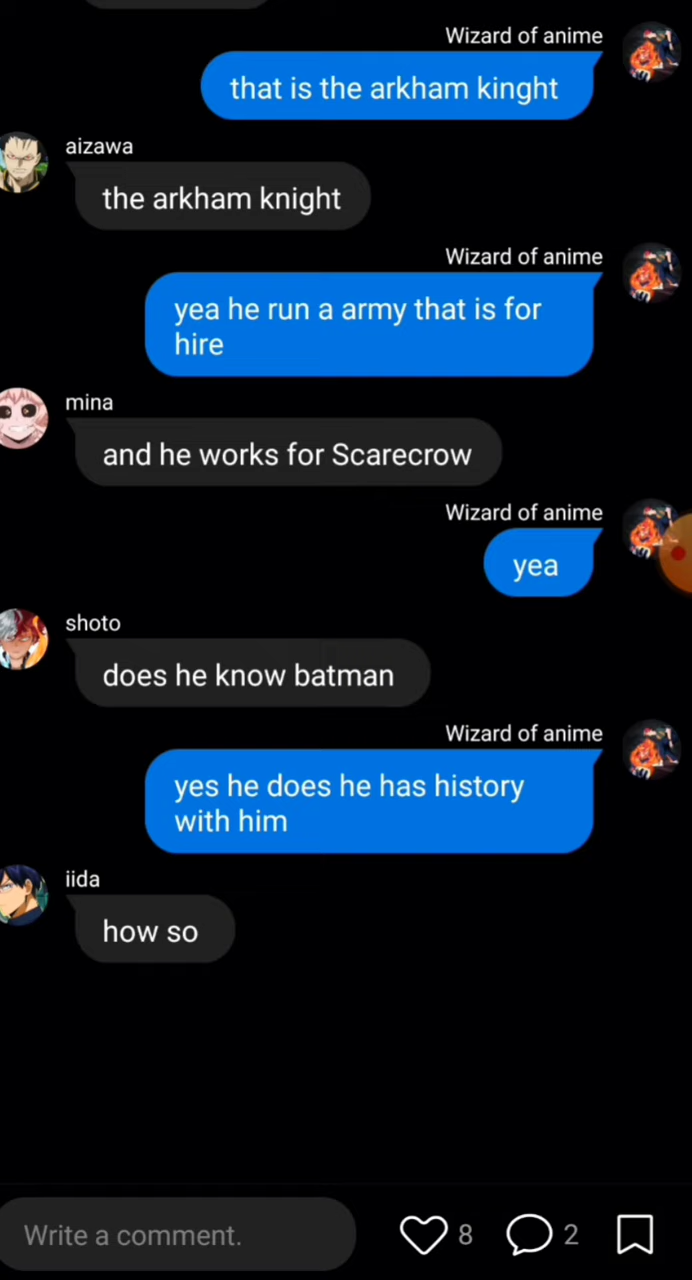 Wizard of anime
that is the arkham kinght
aizawa
the arkham knight
Wizard of anime
yea he run a army that is for
hire
mina
and he works for Scarecrow
Wizard of anime
yea
shoto
does he know batman
Wizard of anime
yes he does he has history
with him
iida
how so
Write a comment.
8
2